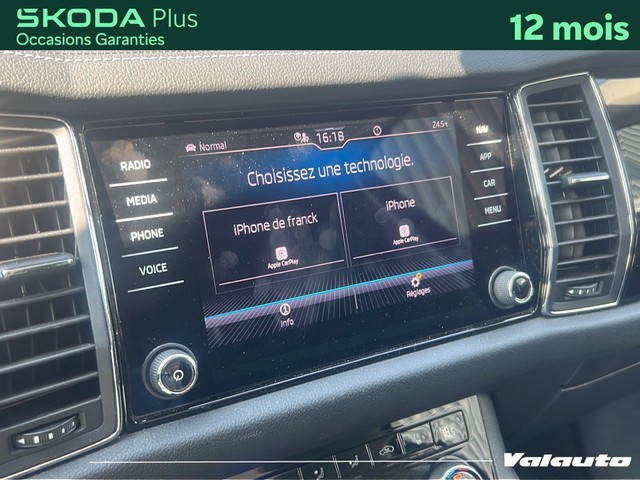 ŠKODA Plus
Occasions Garanties
12 mois
Normal
16:18
24.5°C
Choisissez une technologie.
iPhone de franck
Apple CarPlay
iPhone
Apple CarPlay
Info
Réglages
RADIO
MEDIA
PHONE
VOICE
NAV
APP
CAR
MENU
Valauto